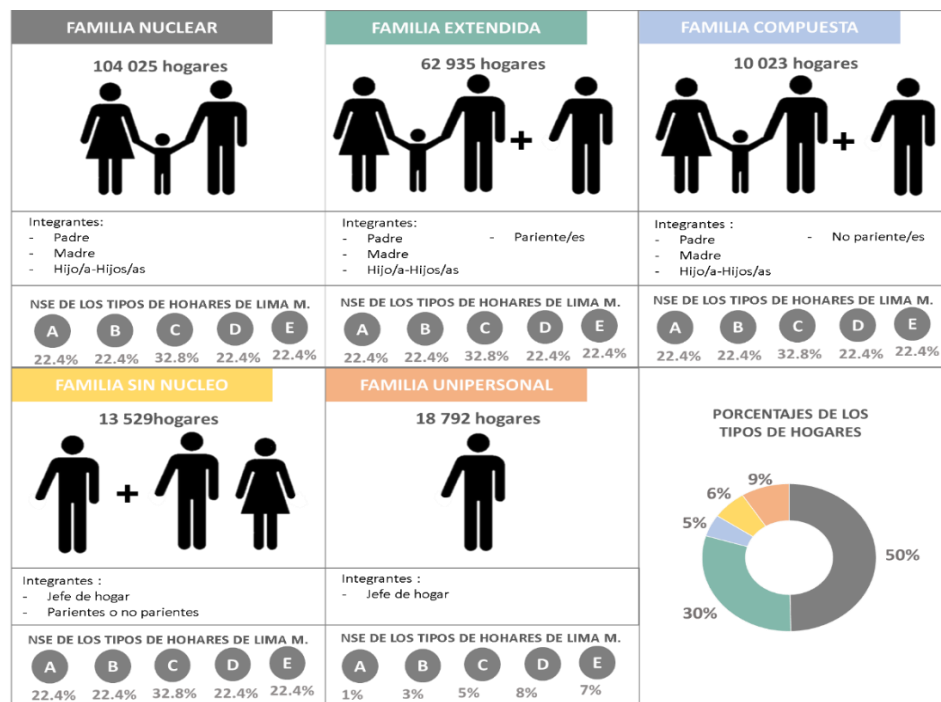 FAMILIA NUCLEAR
104 025 hogares
Integrantes:
- Padre
- Madre
- Hijo/a-Hijos/as
NSE DE LOS TIPOS DE HOHARES DE LIMA M.
A B C D E
22.4% 22.4% 32.8% 22.4% 22.4%
FAMILIA EXTENDIDA
62 935 hogares
+
Integrantes:
- Padre - Pariente/es
- Madre
- Hijo/a-Hijos/as
NSE DE LOS TIPOS DE HOHARES DE LIMA M.
A B C D E
22.4% 22.4% 32.8% 22.4% 22.4%
FAMILIA COMPUESTA
10 023 hogares
+
Integrantes :
- Padre - No pariente/es
- Madre
- Hijo/a-Hijos/as
NSE DE LOS TIPOS DE HOHARES DE LIMA M.
A B C D E
22.4% 22.4% 32.8% 22.4% 22.4%
FAMILIA SIN NUCLEO
13 529hogares
+
Integrantes :
- Jefe de hogar
- Parientes o no parientes
NSE DE LOS TIPOS DE HOHARES DE LIMA M.
A B C D E
22.4% 22.4% 32.8% 22.4% 22.4%
FAMILIA UNIPERSONAL
18 792 hogares
Integrantes :
- Jefe de hogar
NSE DE LOS TIPOS DE HOHARES DE LIMA M.
A B C D E
1% 3% 5% 8% 7%
PORCENTAJES DE LOS
TIPOS DE HOGARES
9%
6%
5%
50%
30%